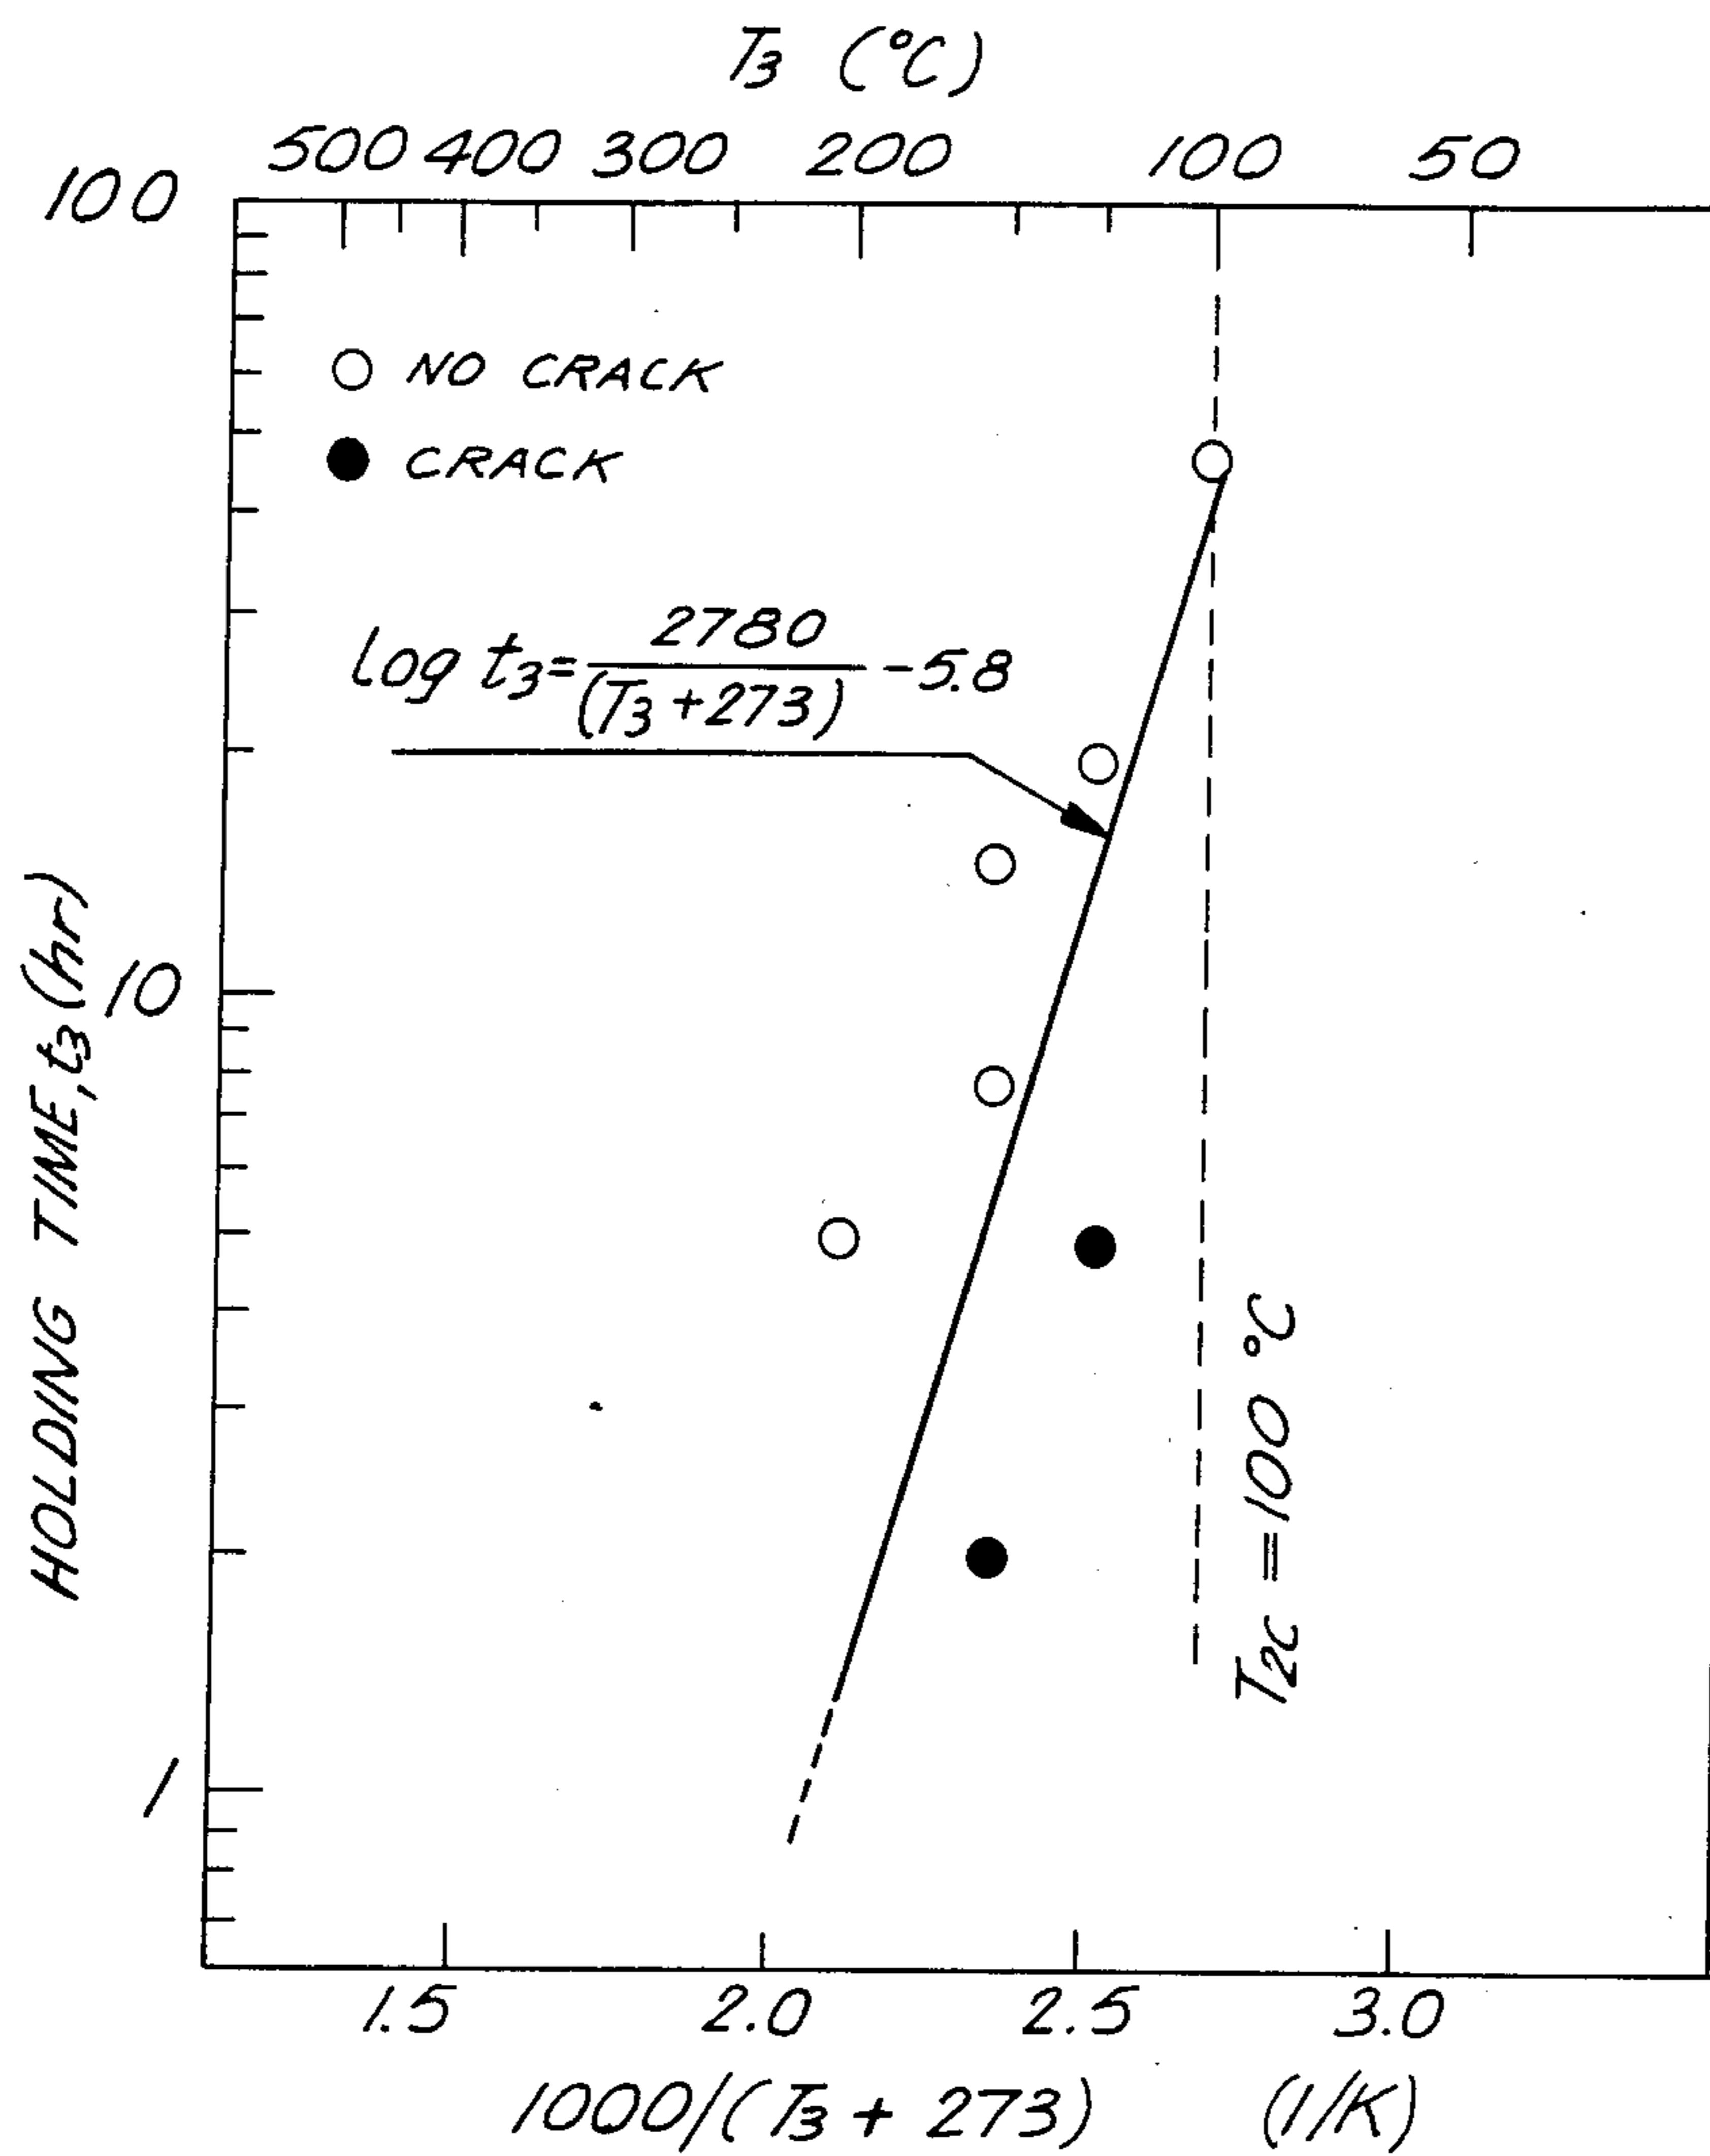 T3 (°C)
500 400 300 200 100 50
100
NO CRACK
CRACK
log t3 = 2780 / (T3 + 273) - 5.8
HOLDING TIME, t3 (hr)
10
1
T2C = 100 °C
1.5 2.0 2.5 3.0
1000/(T3 + 273) (1/K)